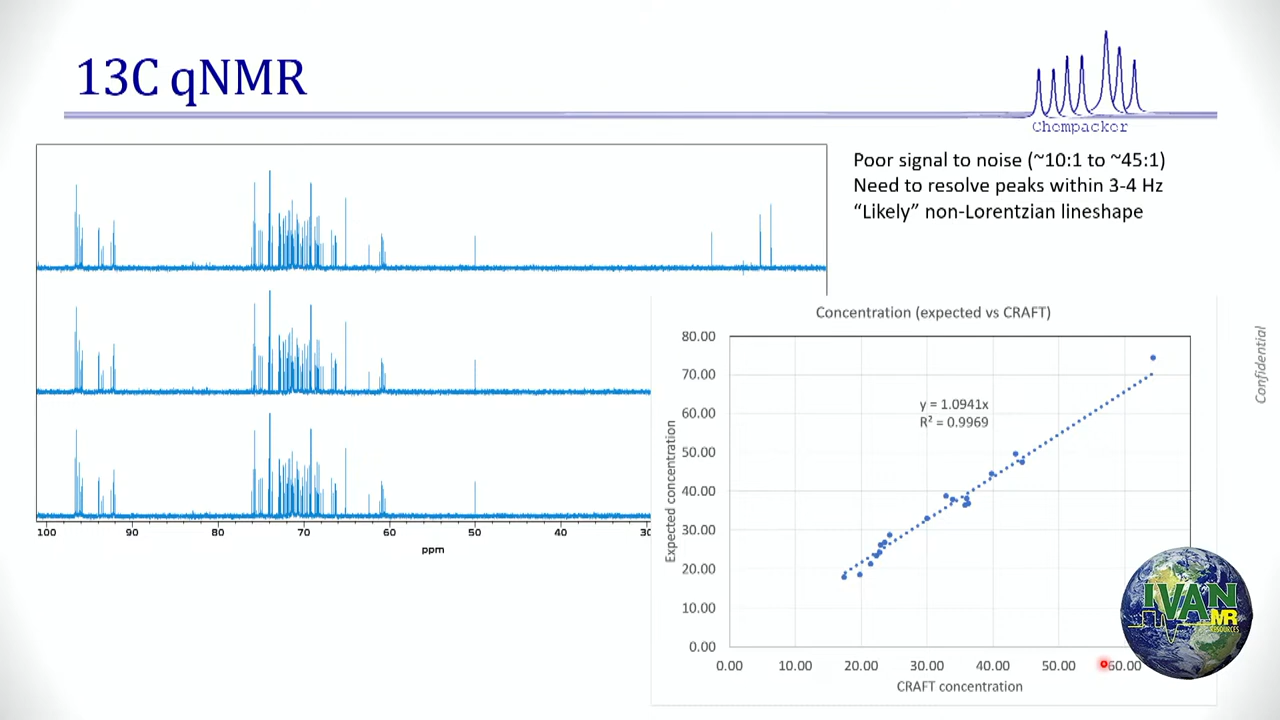 13C qNMR
Chempacker
Poor signal to noise (~10:1 to ~45:1)
Need to resolve peaks within 3-4 Hz
“Likely” non-Lorentzian lineshape
100 90 80 70 60 50 40 30
ppm
Concentration (expected vs CRAFT)
80.00
70.00
60.00
50.00
40.00
30.00
20.00
10.00
0.00
Expected concentration
y = 1.0941x
R² = 0.9969
0.00 10.00 20.00 30.00 40.00 50.00 60.00
CRAFT concentration
Confidential
IVAN
MR
RESOURCES